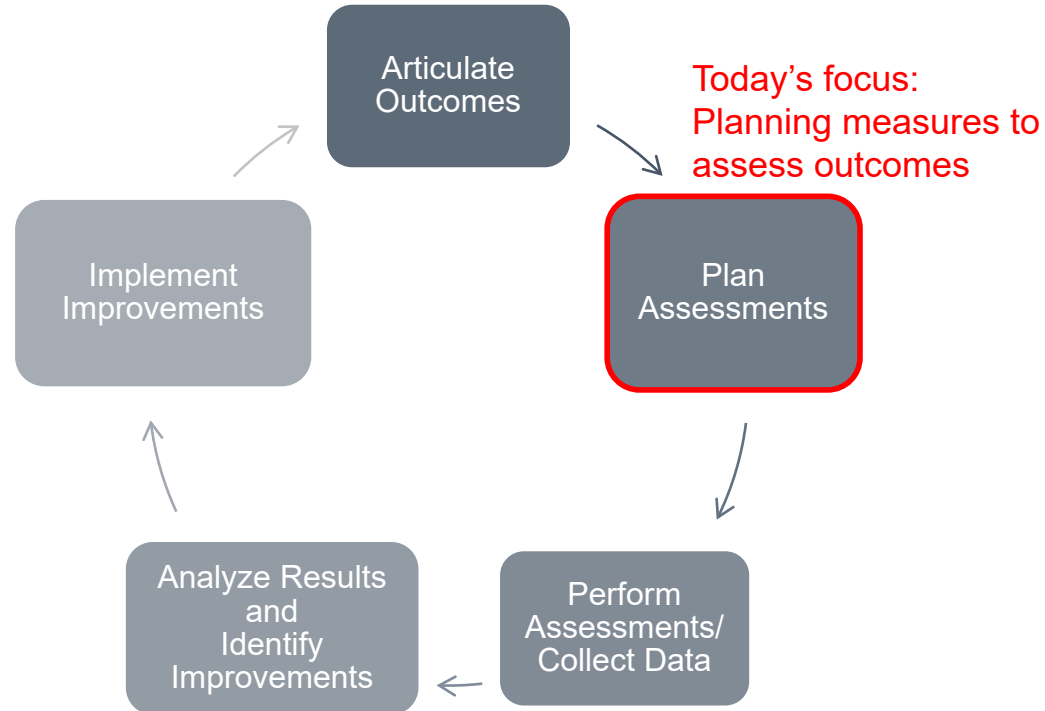 Articulate
Outcomes
Today’s focus:
Planning measures to
assess outcomes
Plan
Assessments
Perform
Assessments/
Collect Data
Analyze Results
and
Identify
Improvements
Implement
Improvements